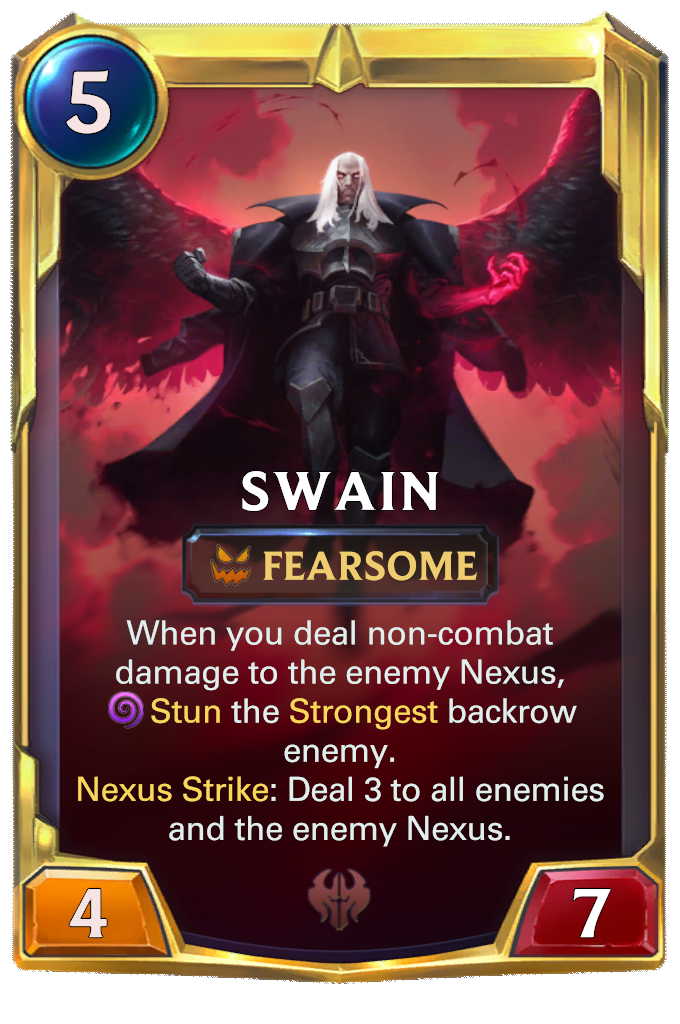 5
SWAIN
FEARSOME
When you deal non-combat
damage to the enemy Nexus,
Stun the Strongest backrow
enemy.
Nexus Strike: Deal 3 to all enemies
and the enemy Nexus.
4
7